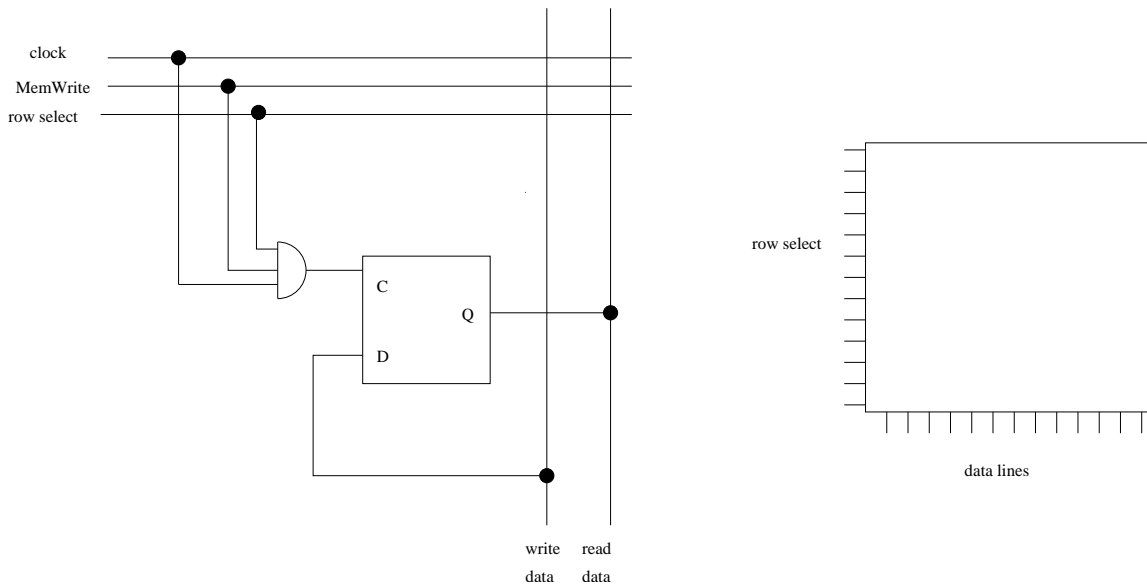 clock
MemWrite
row select
C
Q
D
write read
data data
row select
data lines